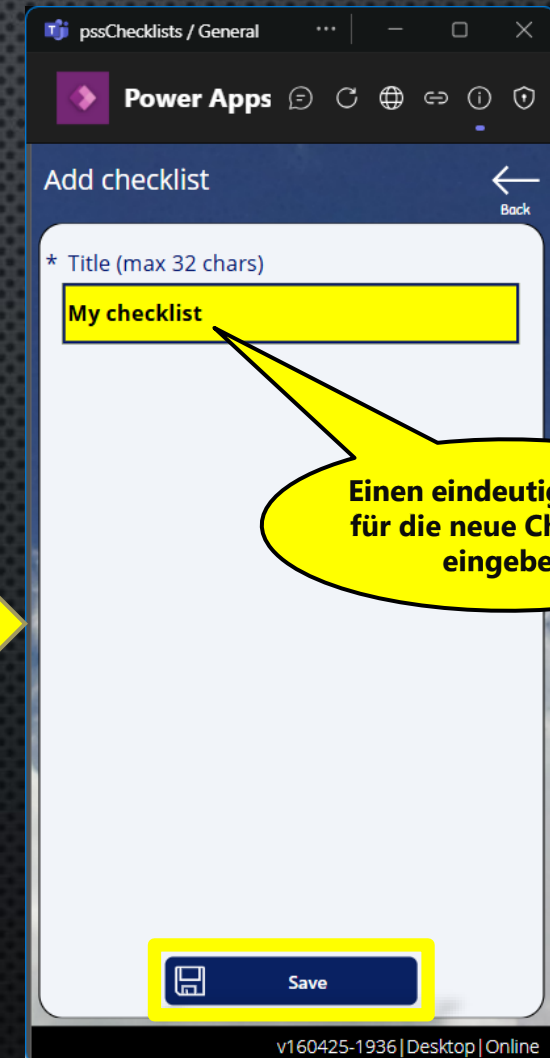 pssChecklists / General
Power Apps
Add checklist
Back
* Title (max 32 chars)
My checklist
Einen eindeutig
für die neue Ch
eingebe
Save
v160425-1936|Desktop|Online